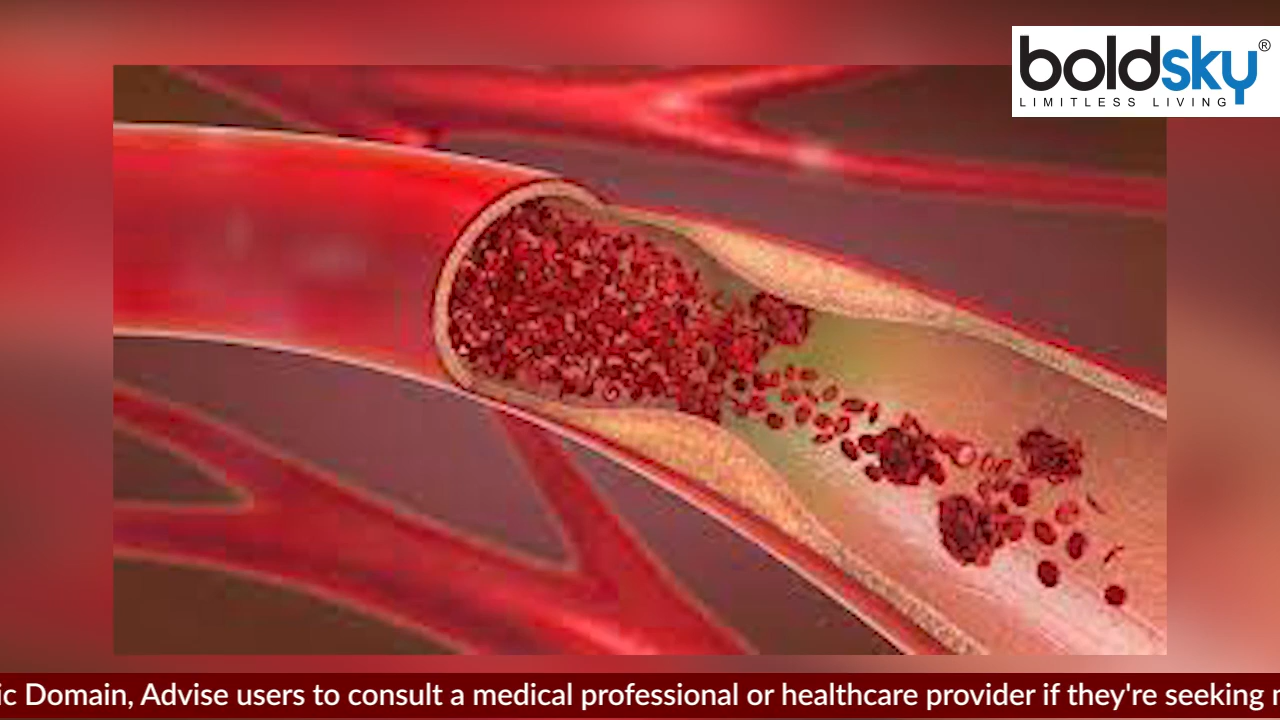 boldsky®
LIMITLESS LIVING
Domain, Advise users to consult a medical professional or healthcare provider if they're seeking